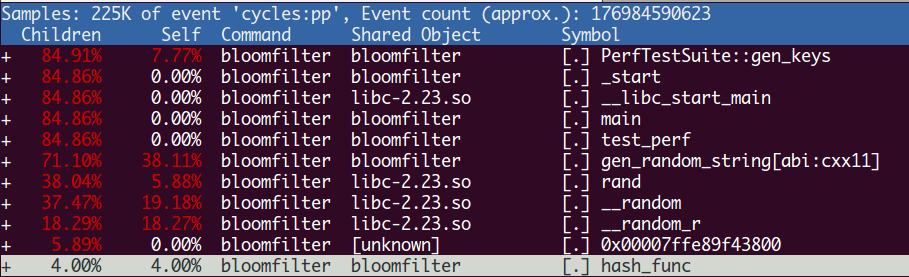 Samples: 225K of event 'cycles:pp', Event count (approx.): 176984590623
Children Self Command Shared Object Symbol
+ 84.91% 7.77% bloomfilter bloomfilter [.] PerfTestSuite::gen_keys
+ 84.86% 0.00% bloomfilter bloomfilter [.] _start
+ 84.86% 0.00% bloomfilter libc-2.23.so [.] __libc_start_main
+ 84.86% 0.00% bloomfilter bloomfilter [.] main
+ 84.86% 0.00% bloomfilter bloomfilter [.] test_perf
+ 71.10% 38.11% bloomfilter bloomfilter [.] gen_random_string[abi:cxx11]
+ 38.04% 5.88% bloomfilter libc-2.23.so [.] rand
+ 37.47% 19.18% bloomfilter libc-2.23.so [.] __random
+ 18.29% 18.27% bloomfilter libc-2.23.so [.] __random_r
+ 5.89% 0.00% bloomfilter [unknown] [.] 0x00007ffe89f43800
+ 4.00% 4.00% bloomfilter bloomfilter [.] hash_func